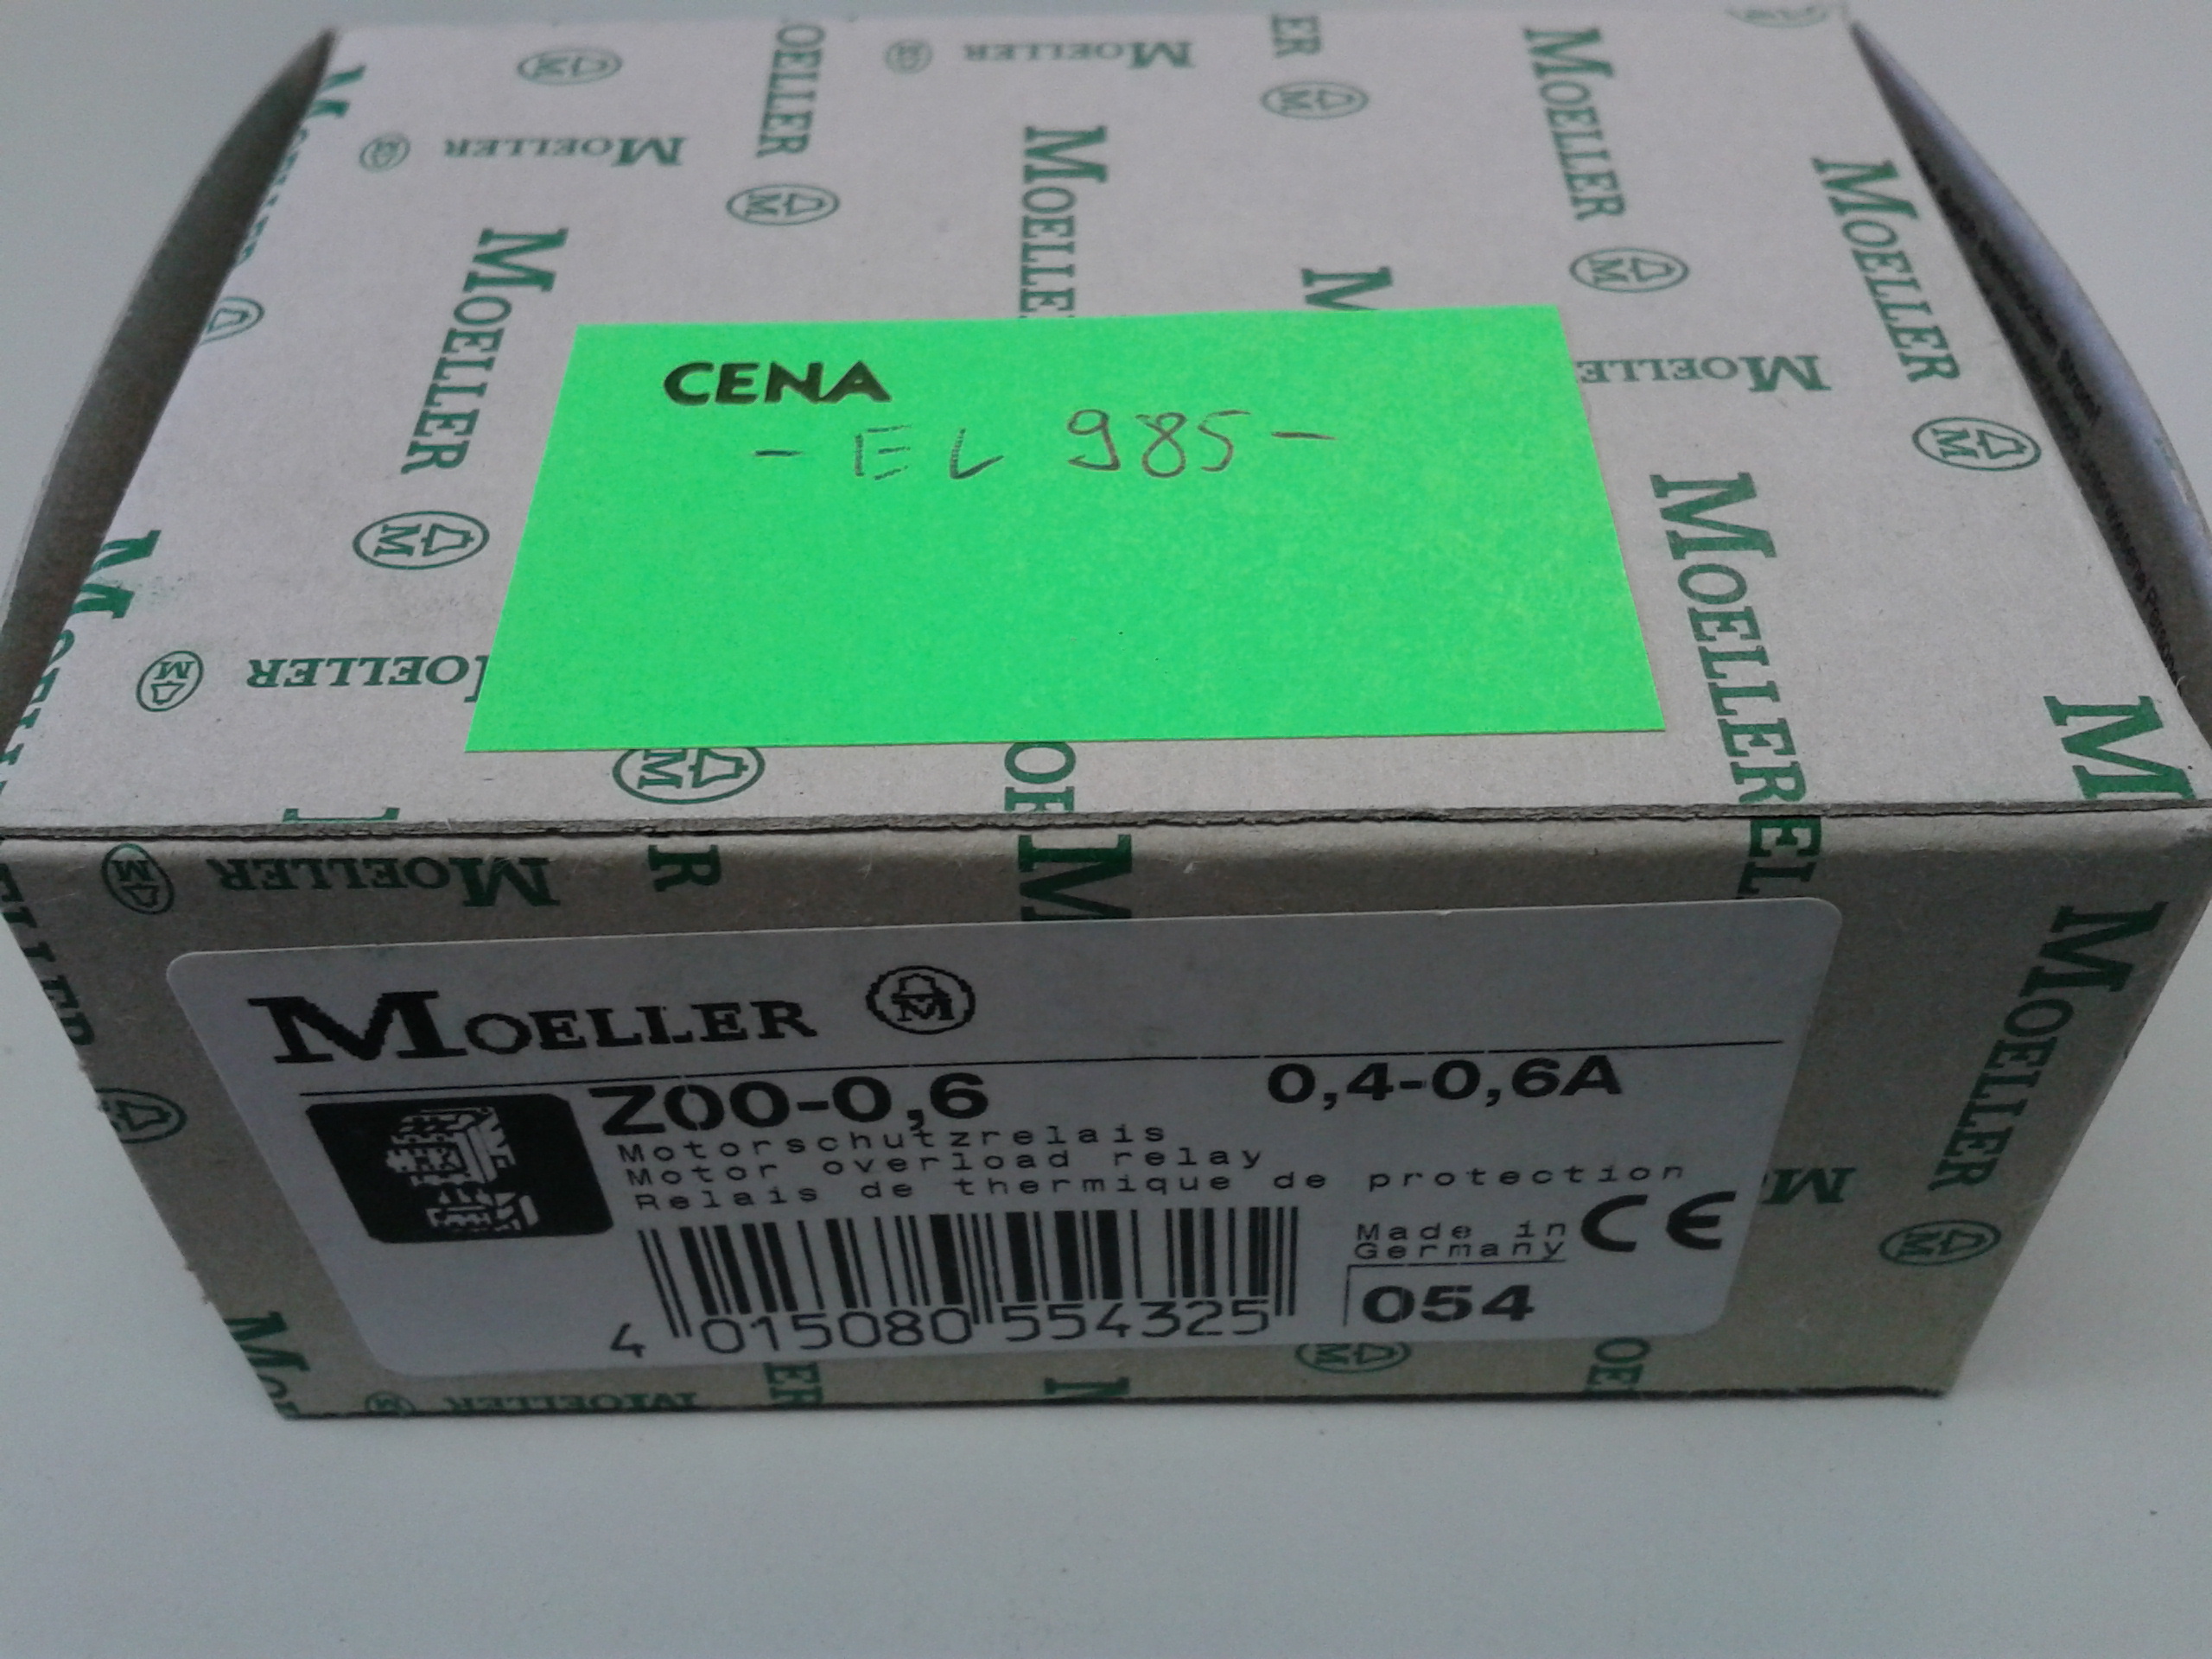 CENA
- EL 985 -
MOELLER
Z00-0,6 0,4-0,6A
Motorschutzrelais
Motor overload relay
Relais de thermique de protection
Made in
Germany
CE
054
4 015080 554325